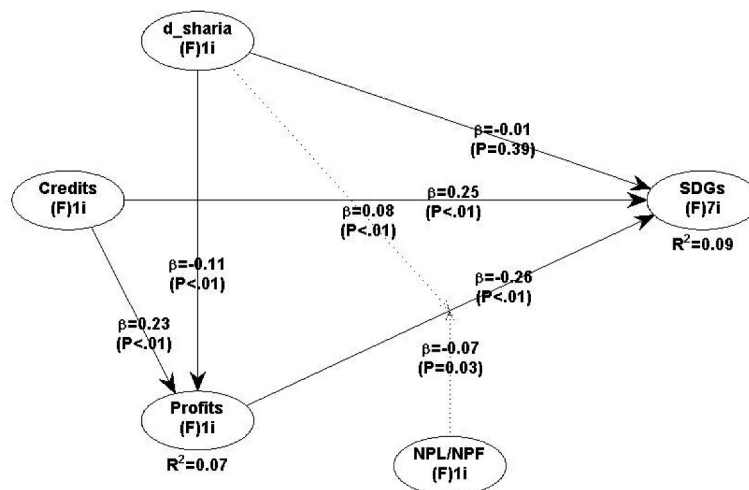 d_sharia
(F)1i
β=-0.01
(P=0.39)
Credits
(F)1i
SDGs
(F)7i
β=0.25
(P<.01)
β=0.08
(P<.01)
R²=0.09
β=-0.11
(P<.01)
β=-0.26
(P<.01)
β=0.23
(P<.01)
β=-0.07
(P=0.03)
Profits
(F)1i
R²=0.07
NPL/NPF
(F)1i